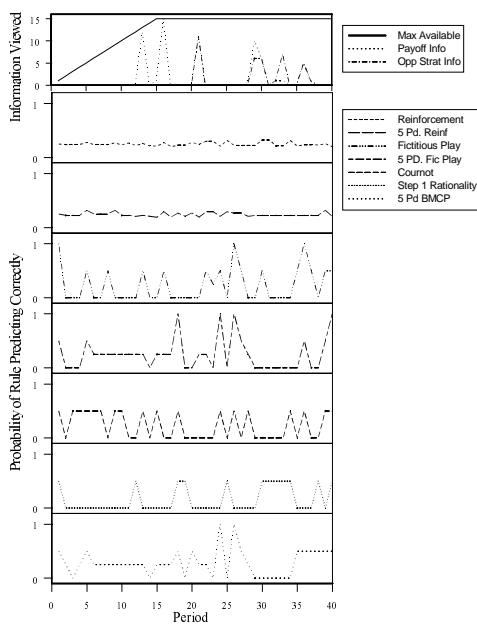 Information Viewed
15
10
5
0
Max Available
Payoff Info
Opp Strat Info
Probability of Rule Predicting Correctly
1
0
1
0
1
0
1
0
1
0
1
0
1
0
Reinforcement
5 Pd. Reinf
Fictitious Play
5 PD. Fic Play
Cournot
Step 1 Rationality
5 Pd BMCP
0 5 10 15 20 25 30 35 40
Period